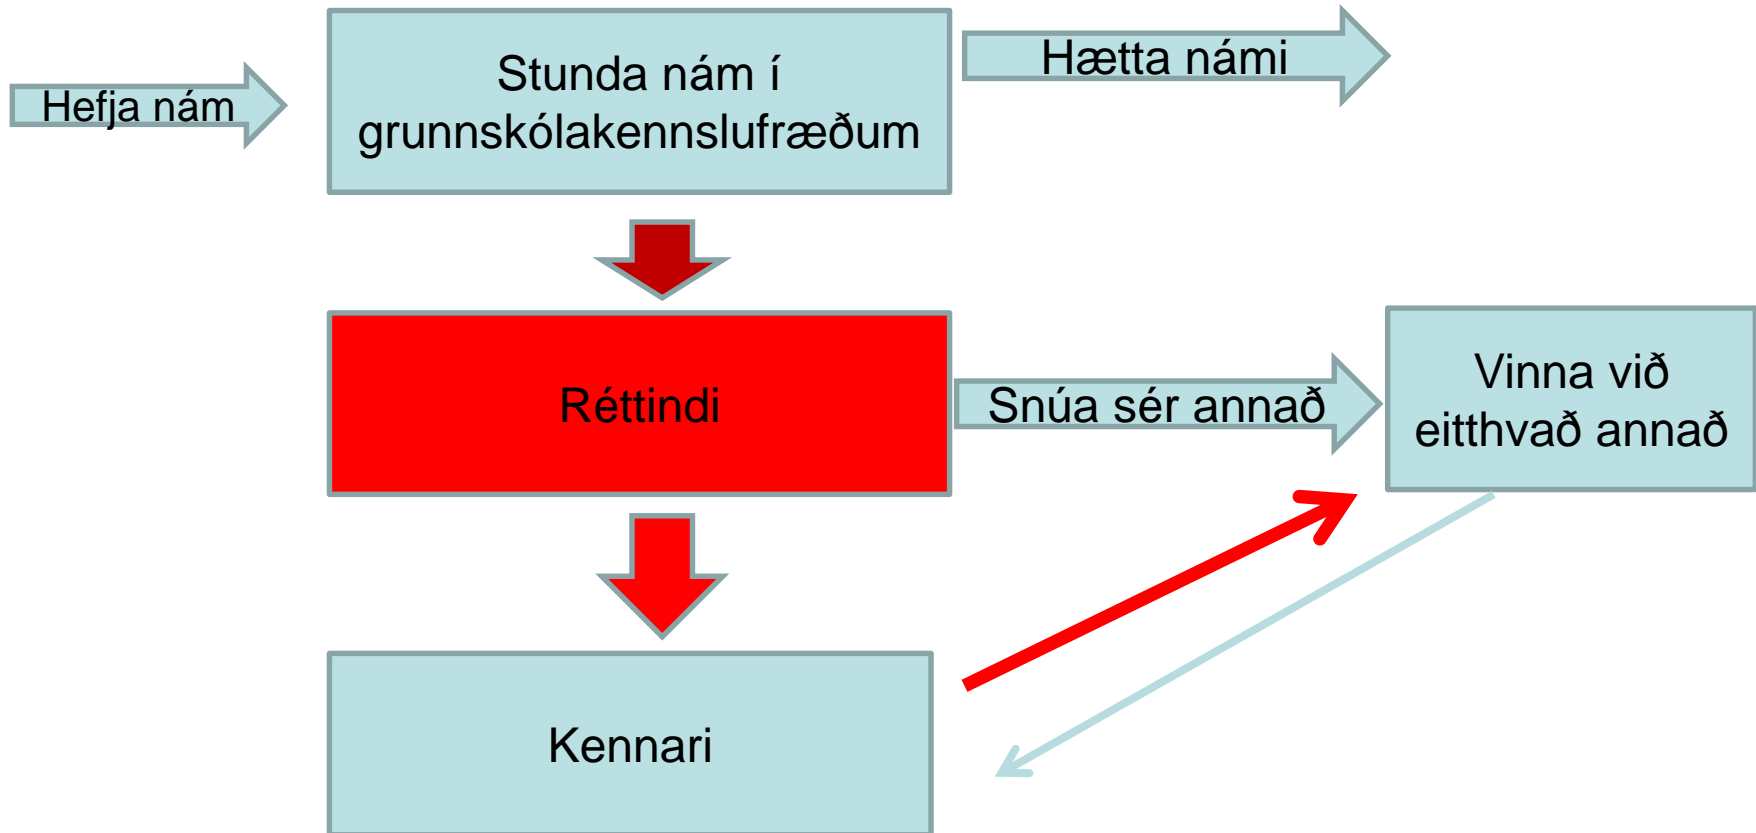 Hefja nám
Stunda nám í
grunnskólakennslufræðum
Hætta námi
Réttindi
Snúa sér annað
Vinna við
eitthvað annað
Kennari